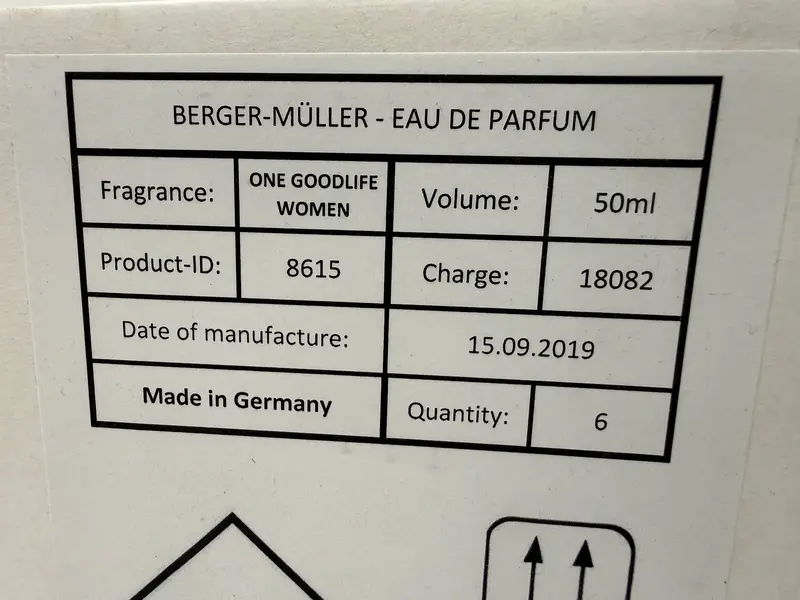 BERGER-MÜLLER - EAU DE PARFUM
Fragrance: ONE GOODLIFE WOMEN Volume: 50ml
Product-ID: 8615 Charge: 18082
Date of manufacture: 15.09.2019
Made in Germany Quantity: 6